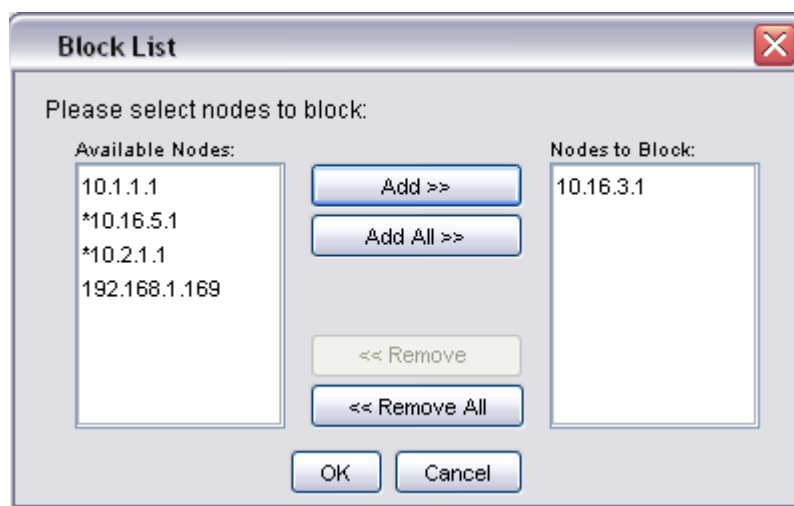 Block List
Please select nodes to block:
Available Nodes:
10.1.1.1
*10.16.5.1
*10.2.1.1
192.168.1.169
Add >>
Add All >>
<< Remove
<< Remove All
Nodes to Block:
10.16.3.1
OK
Cancel